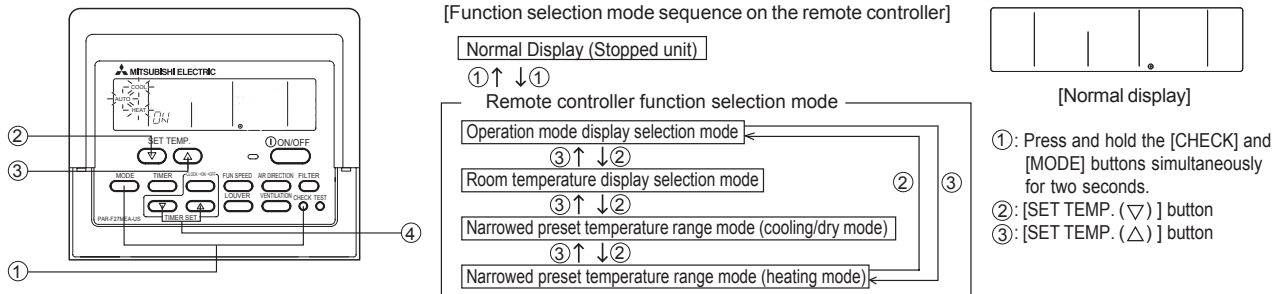 [Function selection mode sequence on the remote controller]
Normal Display (Stopped unit)
①↑ ↓①
Remote controller function selection mode
Operation mode display selection mode
③↑ ↓②
Room temperature display selection mode
③↑ ↓②
Narrowed preset temperature range mode (cooling/dry mode)
③↑ ↓②
Narrowed preset temperature range mode (heating mode)
②
③
MITSUBISHI ELECTRIC
COOL
AUTO
HEAT
ON
SET TEMP.
ON/OFF
MODE TIMER CLOCK→ON→OFF FUN SPEED AIR DIRECTION FILTER
LOUVER VENTILATION CHECK TEST
TIMER SET
PAR-F27MEA-US
②
③
④
①
[Normal display]
①: Press and hold the [CHECK] and
[MODE] buttons simultaneously
for two seconds.
②: [SET TEMP. (▽) ] button
③: [SET TEMP. (△) ] button